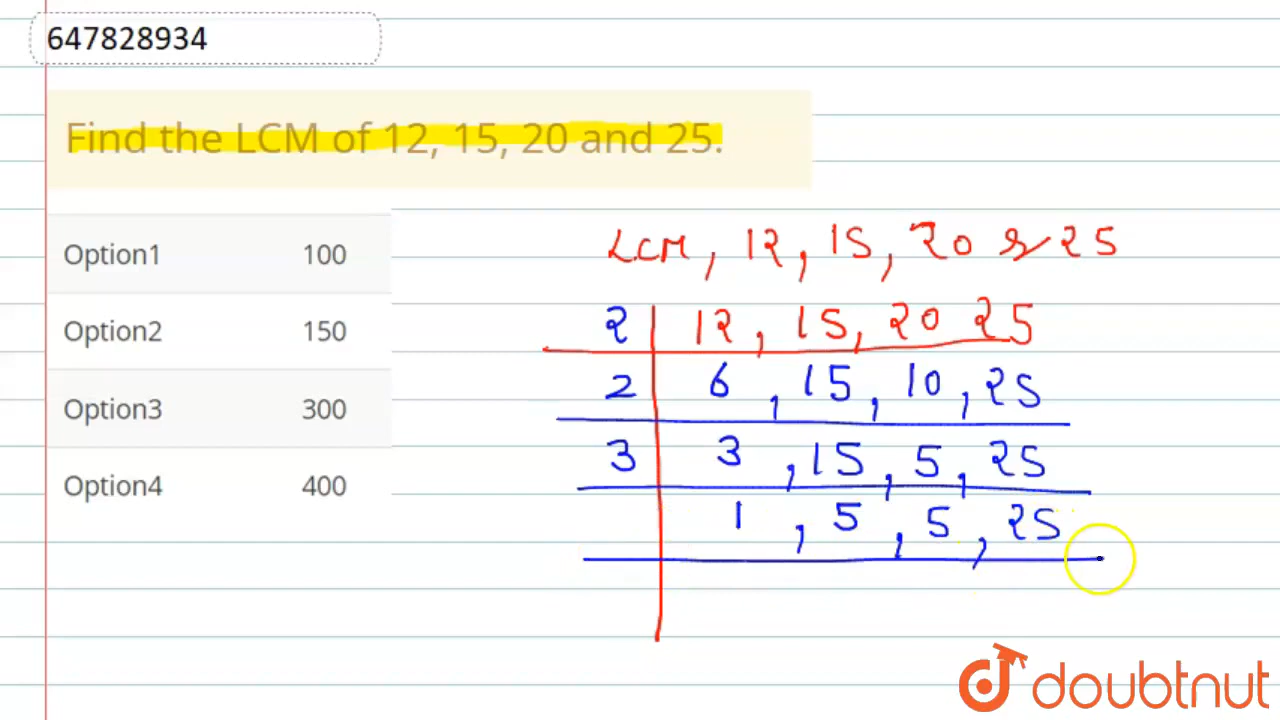 647828934
Find the LCM of 12, 15, 20 and 25.
Option1 100
Option2 150
Option3 300
Option4 400
LCM, 12, 15, 20 & 25
2 12, 15, 20 25
2 6, 15, 10, 25
3 3, 15, 5, 25
1, 5, 5, 25
doubtnut